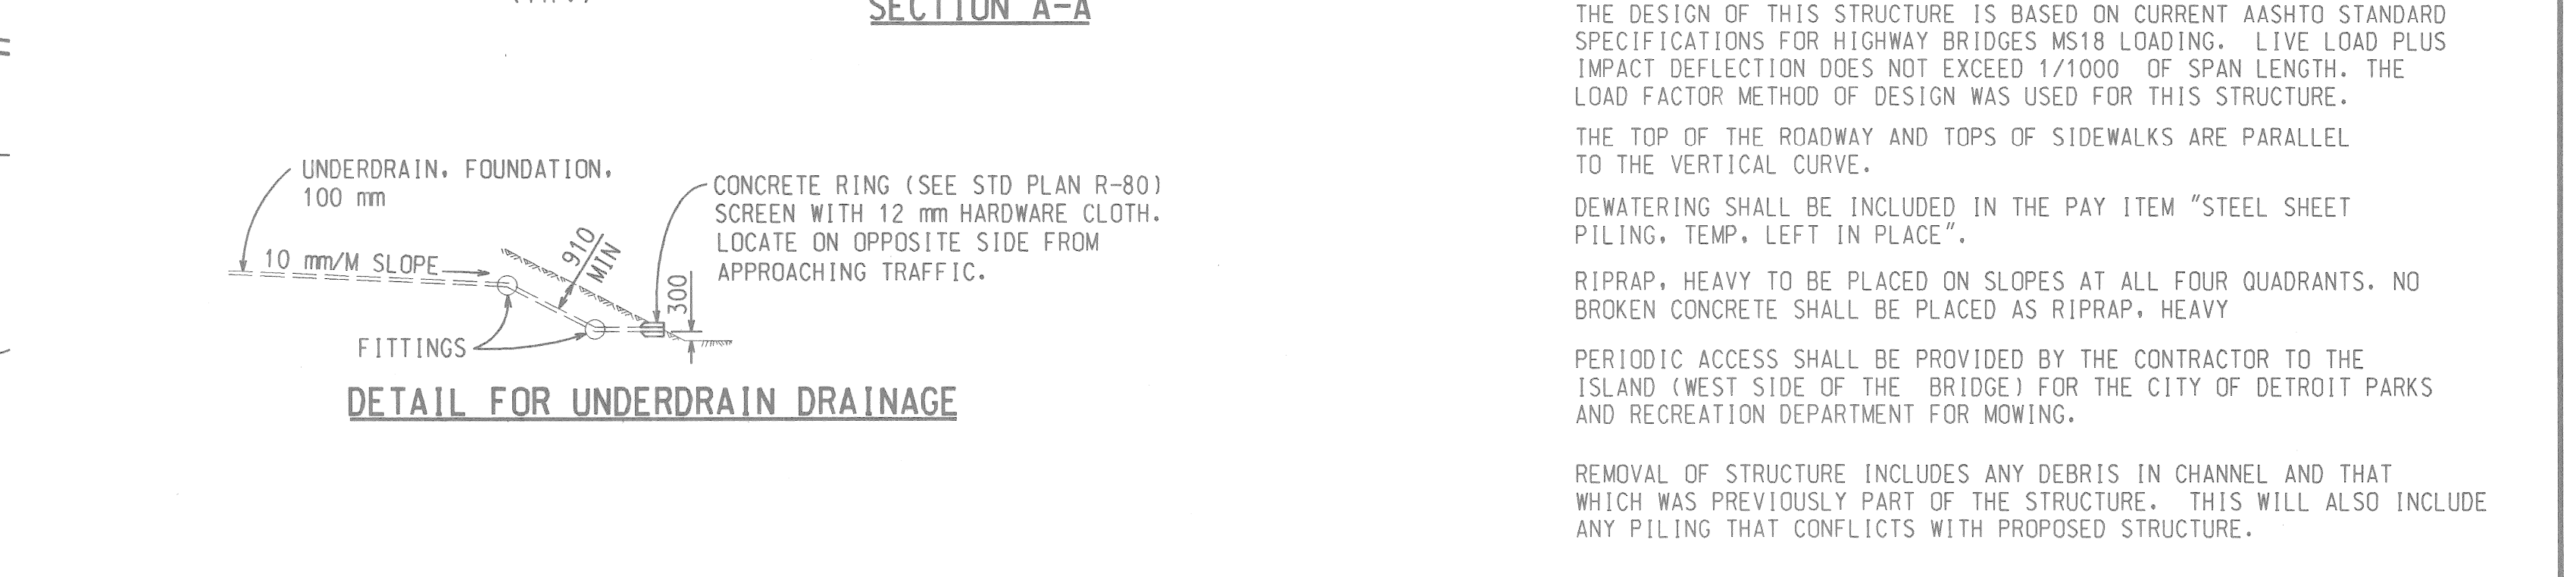 SECTION A-A
UNDERDRAIN, FOUNDATION,
100 mm
10 mm/M SLOPE
910
MIN
300
CONCRETE RING (SEE STD PLAN R-80)
SCREEN WITH 12 mm HARDWARE CLOTH.
LOCATE ON OPPOSITE SIDE FROM
APPROACHING TRAFFIC.
FITTINGS
DETAIL FOR UNDERDRAIN DRAINAGE
THE DESIGN OF THIS STRUCTURE IS BASED ON CURRENT AASHTO STANDARD
SPECIFICATIONS FOR HIGHWAY BRIDGES MS18 LOADING. LIVE LOAD PLUS
IMPACT DEFLECTION DOES NOT EXCEED 1/1000 OF SPAN LENGTH. THE
LOAD FACTOR METHOD OF DESIGN WAS USED FOR THIS STRUCTURE.
THE TOP OF THE ROADWAY AND TOPS OF SIDEWALKS ARE PARALLEL
TO THE VERTICAL CURVE.
DEWATERING SHALL BE INCLUDED IN THE PAY ITEM "STEEL SHEET
PILING, TEMP, LEFT IN PLACE".
RIPRAP, HEAVY TO BE PLACED ON SLOPES AT ALL FOUR QUADRANTS. NO
BROKEN CONCRETE SHALL BE PLACED AS RIPRAP, HEAVY
PERIODIC ACCESS SHALL BE PROVIDED BY THE CONTRACTOR TO THE
ISLAND (WEST SIDE OF THE BRIDGE) FOR THE CITY OF DETROIT PARKS
AND RECREATION DEPARTMENT FOR MOWING.
REMOVAL OF STRUCTURE INCLUDES ANY DEBRIS IN CHANNEL AND THAT
WHICH WAS PREVIOUSLY PART OF THE STRUCTURE. THIS WILL ALSO INCLUDE
ANY PILING THAT CONFLICTS WITH PROPOSED STRUCTURE.